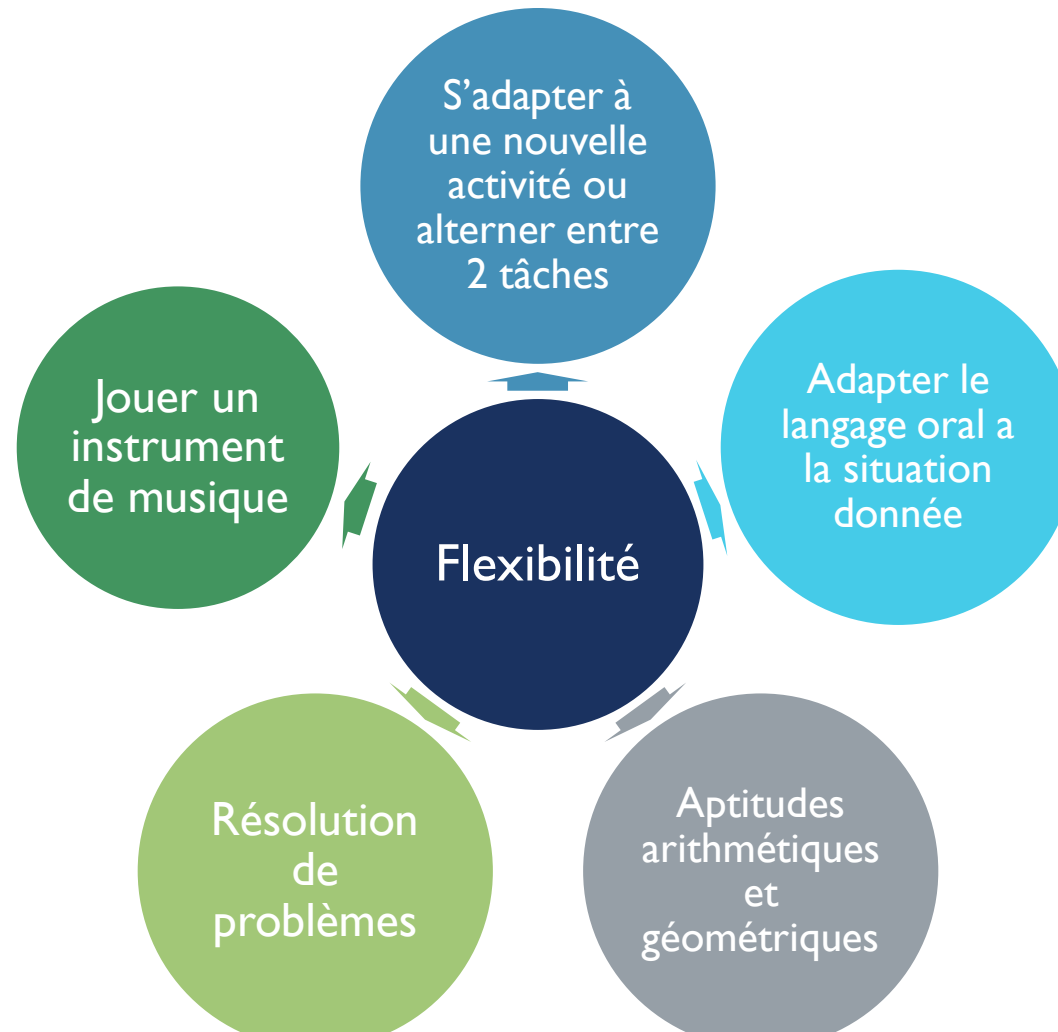 S’adapter à
une nouvelle
activité ou
alterner entre
2 tâches
Adapter le
langage oral a
la situation
donnée
Aptitudes
arithmétiques
et
géométriques
Résolution
de
problèmes
Jouer un
instrument
de musique
Flexibilité